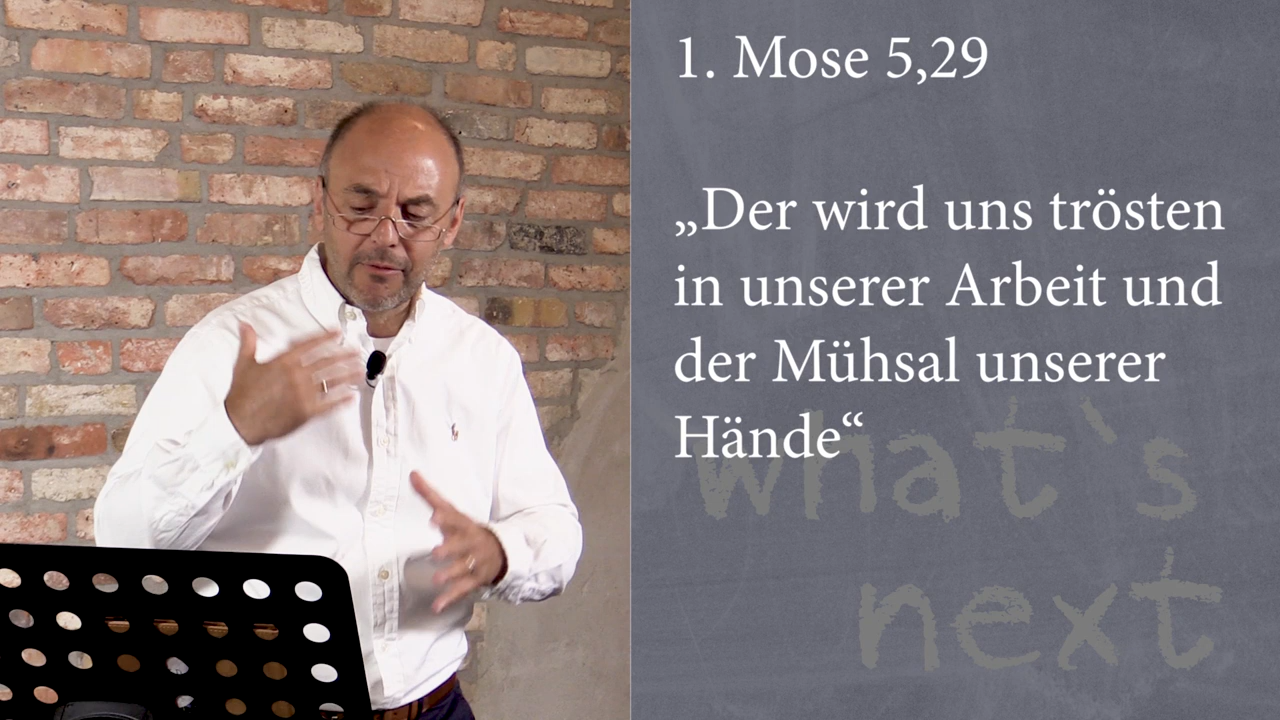 1. Mose 5,29
„Der wird uns trösten
in unserer Arbeit und
der Mühsal unserer
Hände“
what`s
next